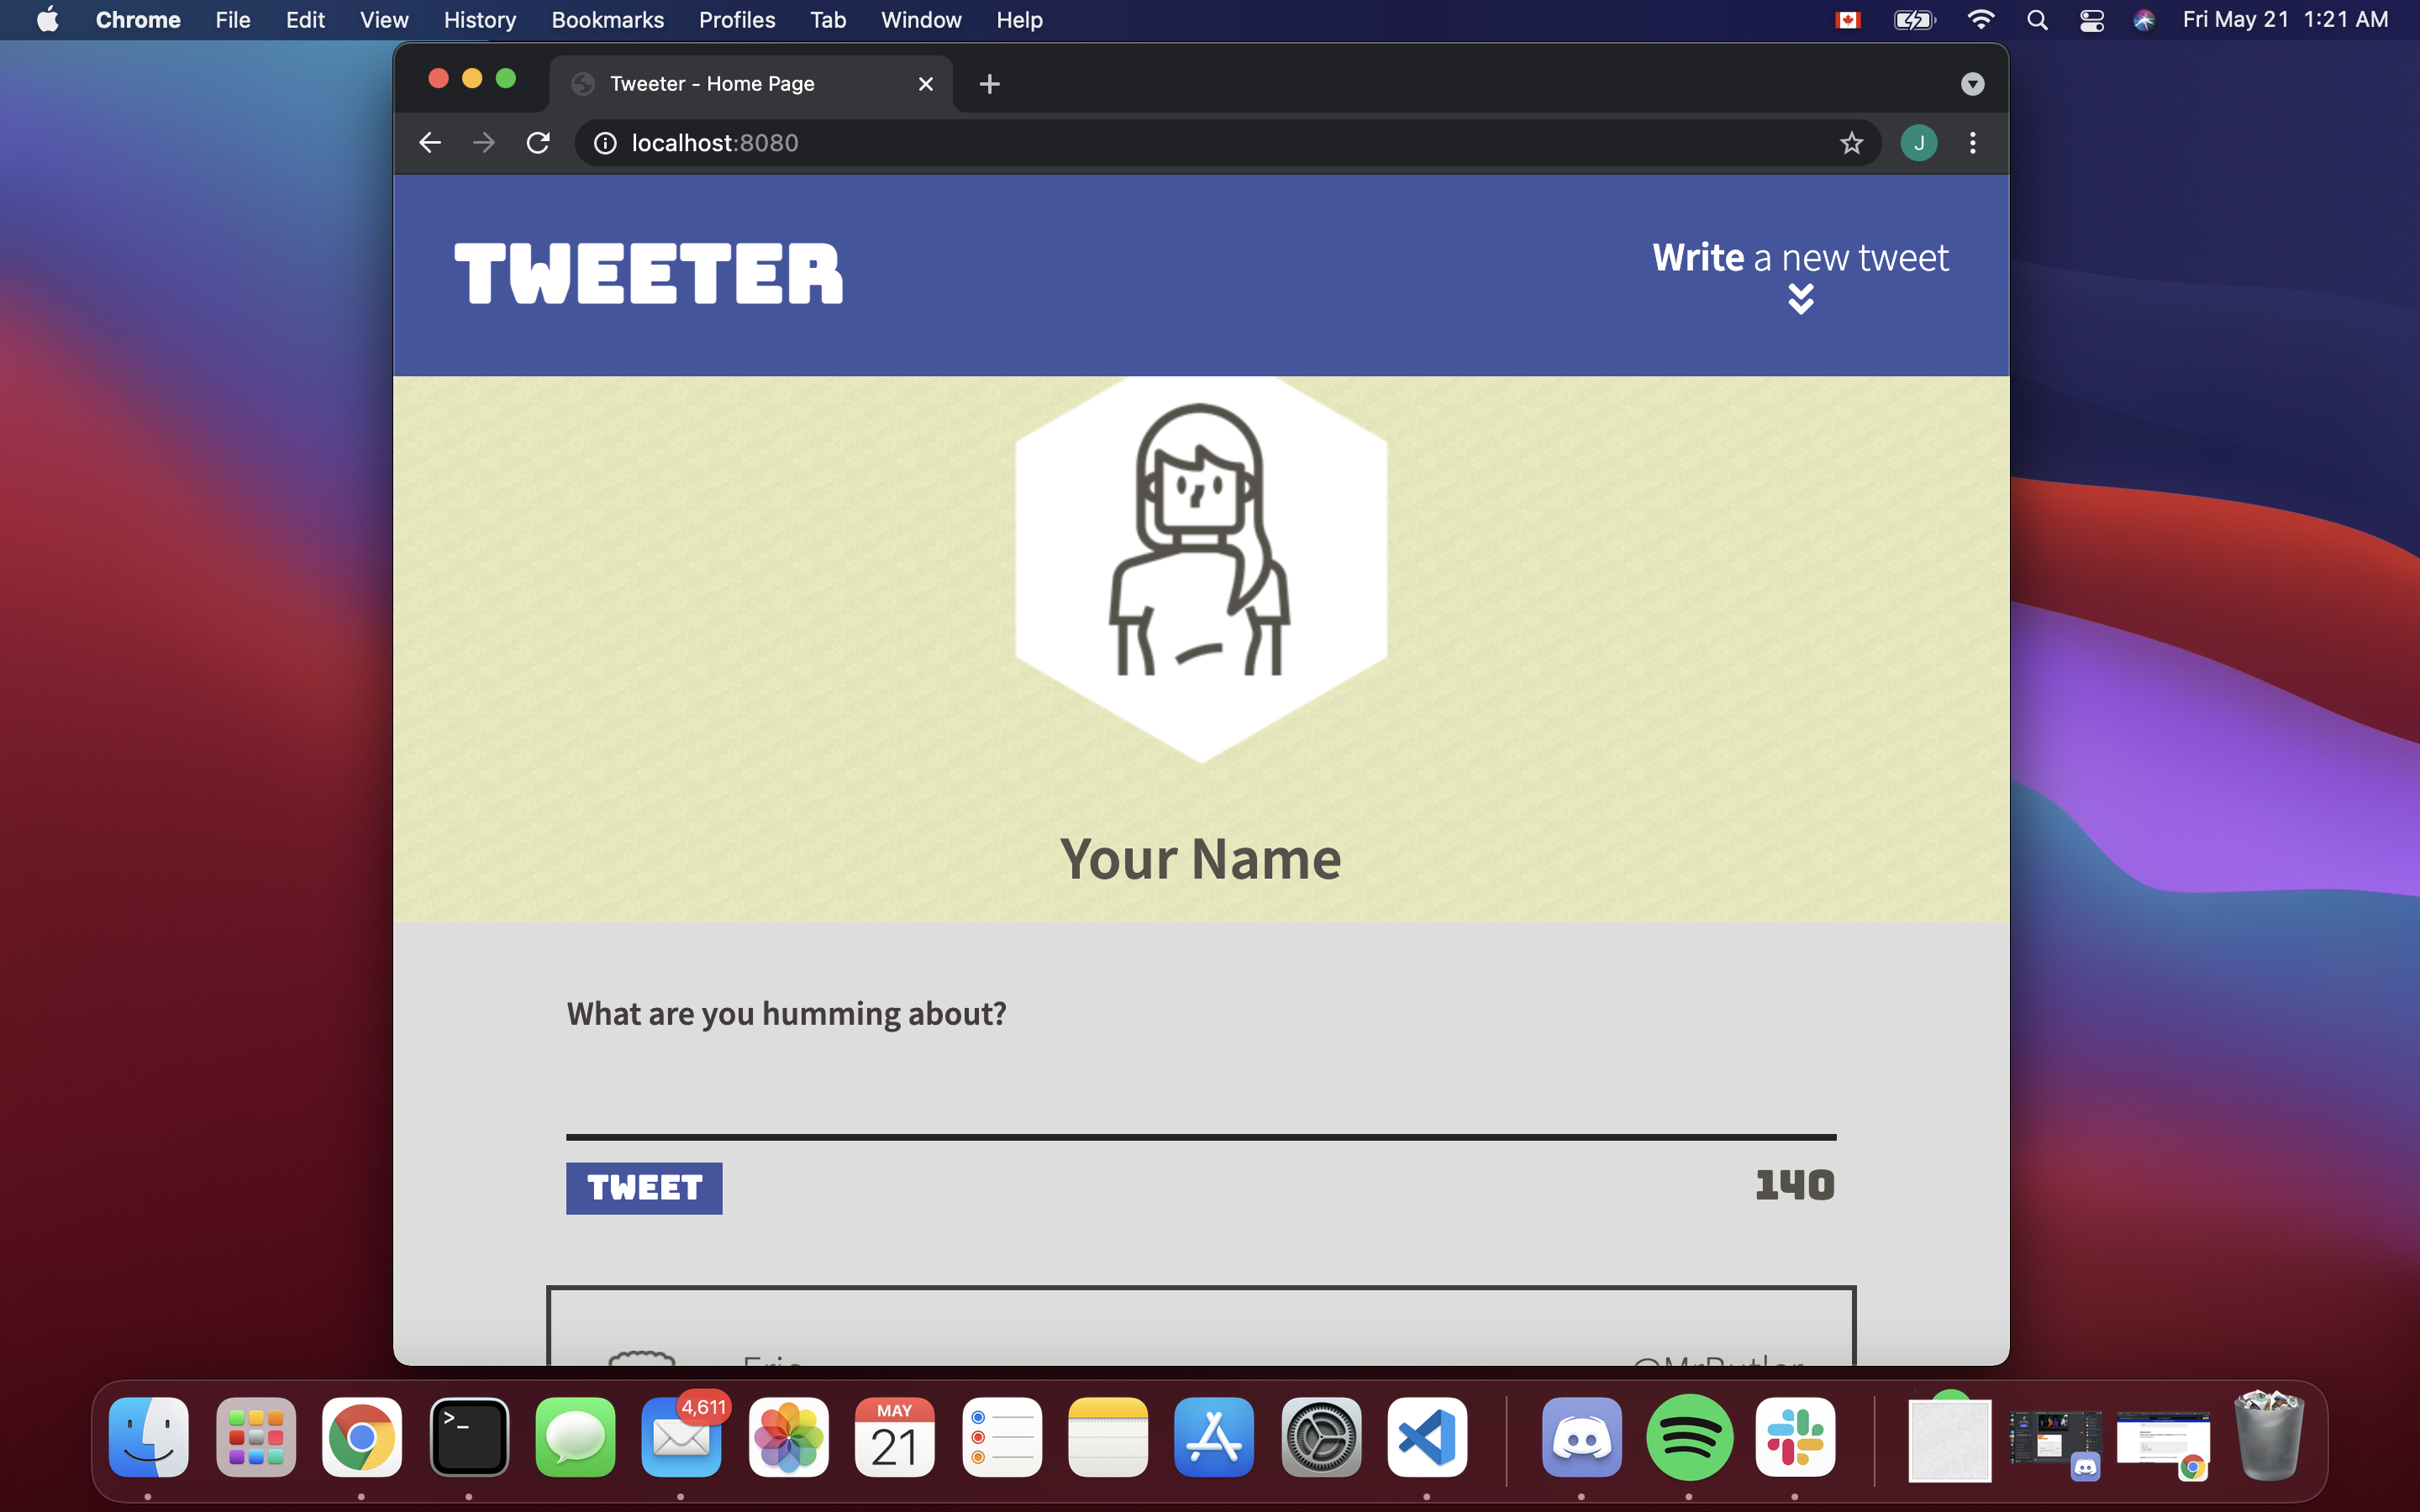 Chrome File Edit View History Bookmarks Profiles Tab Window Help Fri May 21 1:21 AM
Tweeter - Home Page
localhost:8080
J
TWEETER
Write a new tweet
Your Name
What are you humming about?
TWEET 140
Eric @MrButler
4,611
MAY
21
>_